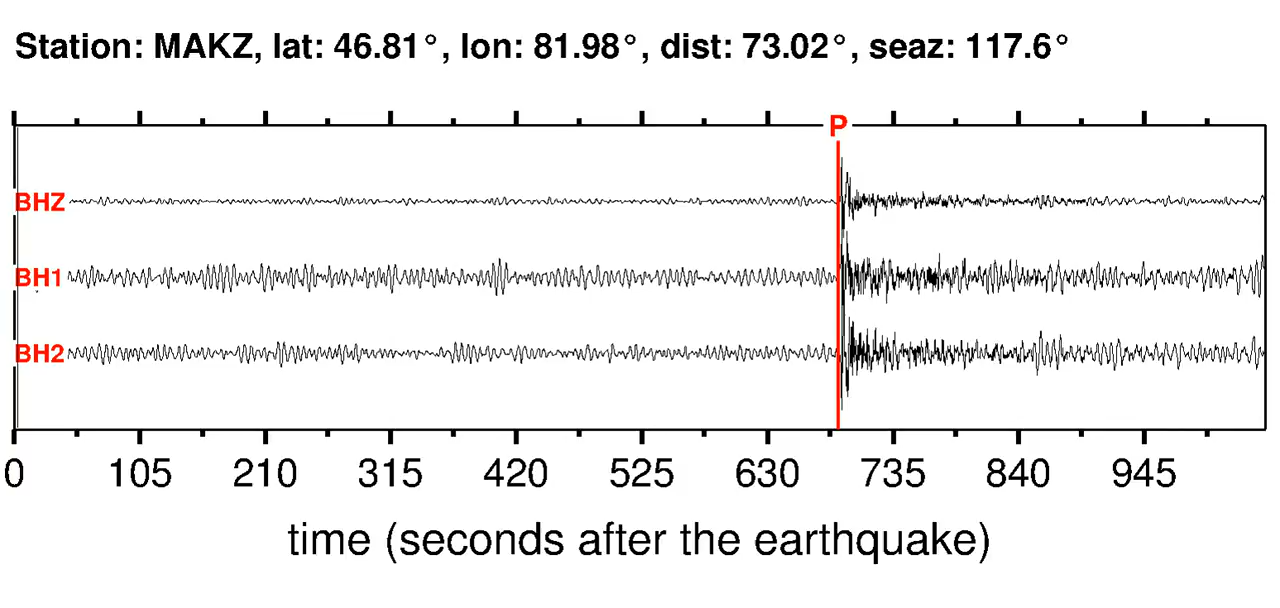 Station: MAKZ, lat: 46.81°, lon: 81.98°, dist: 73.02°, seaz: 117.6°
P
BHZ
BH1
BH2
0 105 210 315 420 525 630 735 840 945
time (seconds after the earthquake)